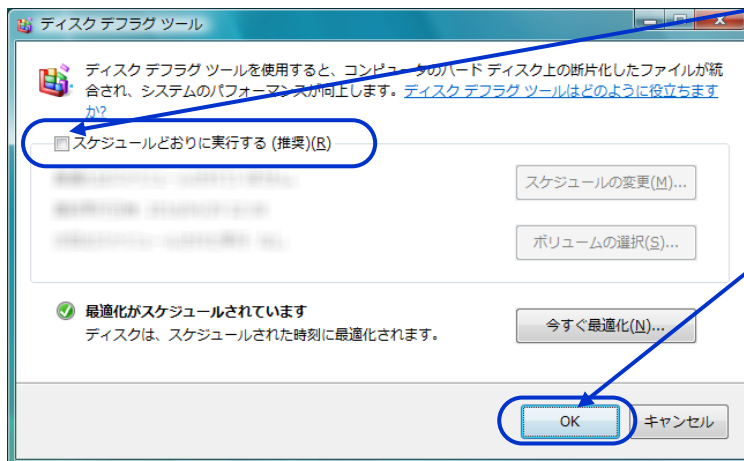 ディスク デフラグ ツール
ディスク デフラグ ツールを使用すると、コンピュータのハード ディスク上の断片化したファイルが統
合され、システムのパフォーマンスが向上します。ディスク デフラグ ツールはどのように役立ちます
か?
スケジュールどおりに実行する (推奨)(R)
スケジュールの変更(M)...
ボリュームの選択(S)...
最適化がスケジュールされています
ディスクは、スケジュールされた時刻に最適化されます。
今すぐ最適化(N)...
OK
キャンセル